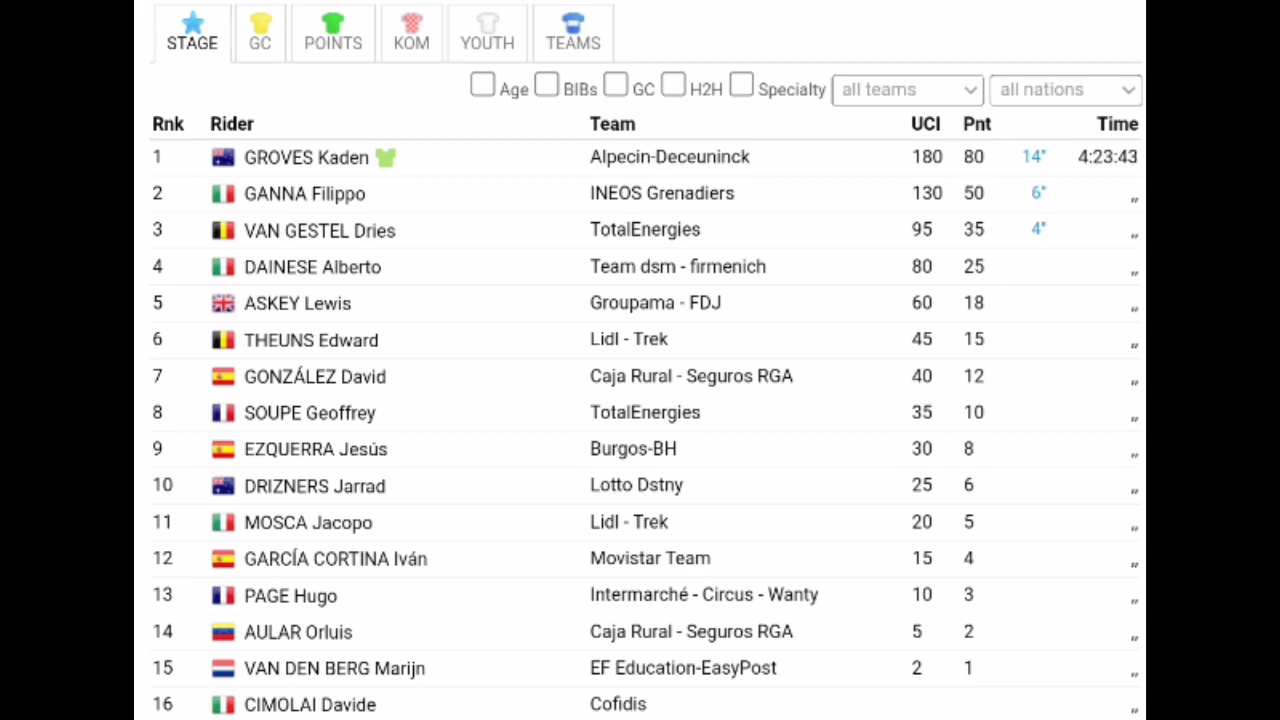 STAGE GC POINTS KOM YOUTH TEAMS
Age BIBs GC H2H Specialty all teams all nations
Rnk Rider Team UCI Pnt Time
1 GROVES Kaden Alpecin-Deceuninck 180 80 14" 4:23:43
2 GANNA Filippo INEOS Grenadiers 130 50 6" ,,
3 VAN GESTEL Dries TotalEnergies 95 35 4" ,,
4 DAINESE Alberto Team dsm - firmenich 80 25 ,,
5 ASKEY Lewis Groupama - FDJ 60 18 ,,
6 THEUNS Edward Lidl - Trek 45 15 ,,
7 GONZÁLEZ David Caja Rural - Seguros RGA 40 12 ,,
8 SOUPE Geoffrey TotalEnergies 35 10 ,,
9 EZQUERRA Jesús Burgos-BH 30 8 ,,
10 DRIZNERS Jarrad Lotto Dstny 25 6 ,,
11 MOSCA Jacopo Lidl - Trek 20 5 ,,
12 GARCÍA CORTINA Iván Movistar Team 15 4 ,,
13 PAGE Hugo Intermarché - Circus - Wanty 10 3 ,,
14 AULAR Orluis Caja Rural - Seguros RGA 5 2 ,,
15 VAN DEN BERG Marijn EF Education-EasyPost 2 1 ,,
16 CIMOLAI Davide Cofidis ,,